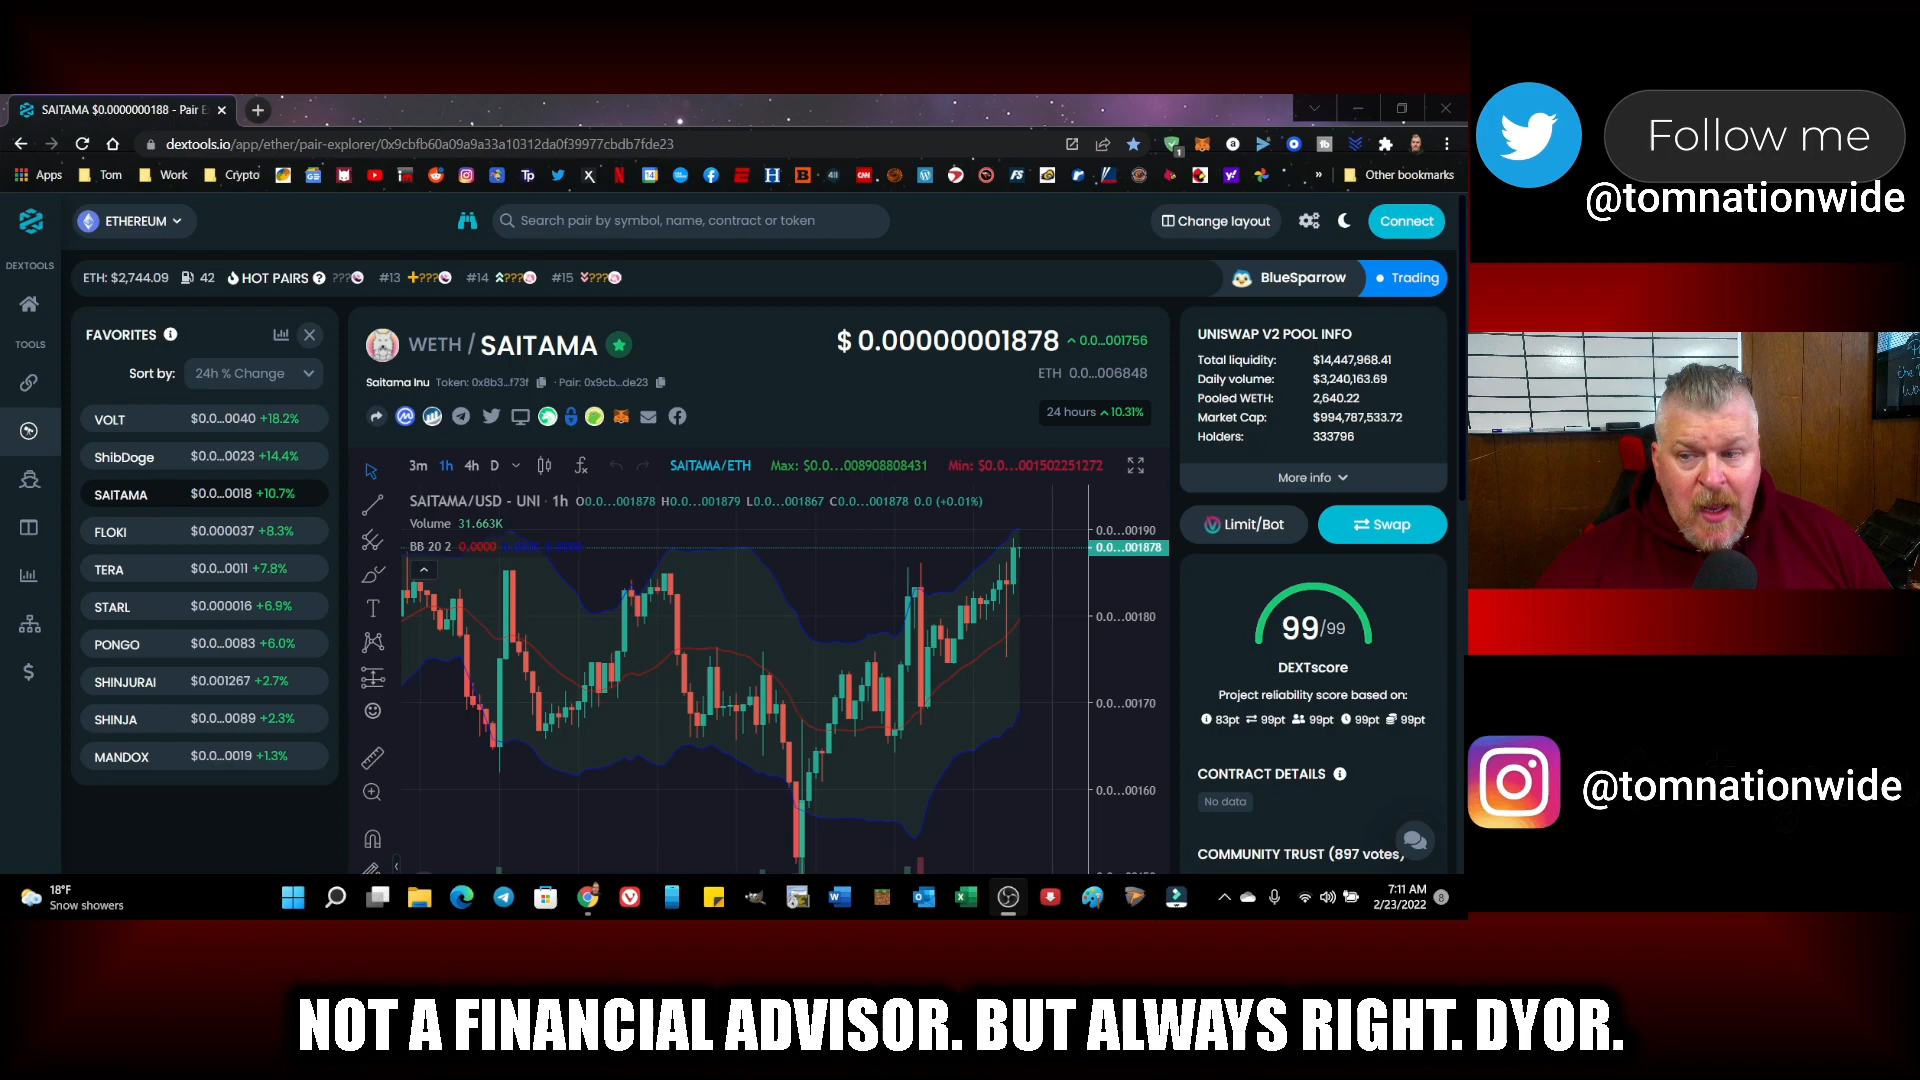 SAITAMA $0.0000000188 - Pair E
dextools.io/app/ether/pair-explorer/0x9cbfb60a09a9a33a10312da0f39977cbdb7fde23
Apps Tom Work Crypto Other bookmarks
Follow me
@tomnationwide
ETHEREUM
Search pair by symbol, name, contract or token
Change layout
Connect
DEXTOOLS
ETH: $2,744.09 42 HOT PAIRS ??? #13 ??? #14 ??? #15 ???
BlueSparrow
Trading
TOOLS
FAVORITES
Sort by: 24h % Change
VOLT $0.0...0040 +18.2%
ShibDoge $0.0...0023 +14.4%
SAITAMA $0.0...0018 +10.7%
FLOKI $0.000037 +8.3%
TERA $0.0...0011 +7.8%
STARL $0.000016 +6.9%
PONGO $0.0...0083 +6.0%
SHINJURAI $0.001267 +2.7%
SHINJA $0.0...0089 +2.3%
MANDOX $0.0...0019 +1.3%
WETH / SAITAMA
$ 0.00000001878 0.0...001756
ETH 0.0...006848
Saitama Inu Token: 0x8b3...f73f · Pair: 0x9cb...de23
24 hours 10.31%
3m 1h 4h D
SAITAMA/ETH Max: $0.0...008908808431 Min: $0.0...001502251272
SAITAMA/USD - UNI · 1h O0.0...001878 H0.0...001879 L0.0...001867 C0.0...001878 0.0 (+0.01%)
Volume 31.663K
BB 20 2 0.0000 0.0000 0.0000
0.0...00190
0.0...001878
0.0...00180
0.0...00170
0.0...00160
UNISWAP V2 POOL INFO
Total liquidity: $14,447,968.41
Daily volume: $3,240,163.69
Pooled WETH: 2,640.22
Market Cap: $994,787,533.72
Holders: 333796
More info
Limit/Bot
Swap
99/99
DEXTscore
Project reliability score based on:
83pt 99pt 99pt 99pt 99pt
CONTRACT DETAILS
No data
COMMUNITY TRUST (897 votes)
@tomnationwide
18°F
Snow showers
7:11 AM
2/23/2022
8
NOT A FINANCIAL ADVISOR. BUT ALWAYS RIGHT. DYOR.